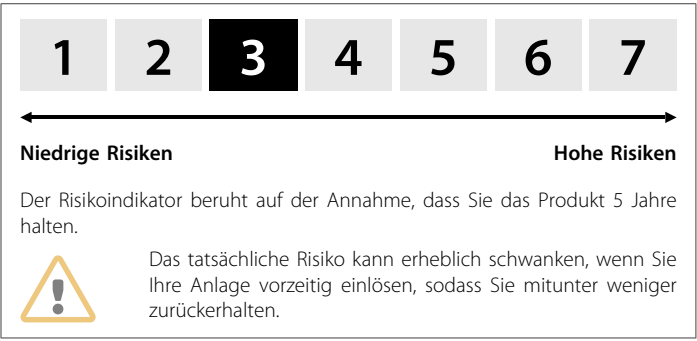 1 2 3 4 5 6 7
Niedrige Risiken Hohe Risiken
Der Risikoindikator beruht auf der Annahme, dass Sie das Produkt 5 Jahre
halten.
Das tatsächliche Risiko kann erheblich schwanken, wenn Sie
Ihre Anlage vorzeitig einlösen, sodass Sie mitunter weniger
zurückerhalten.